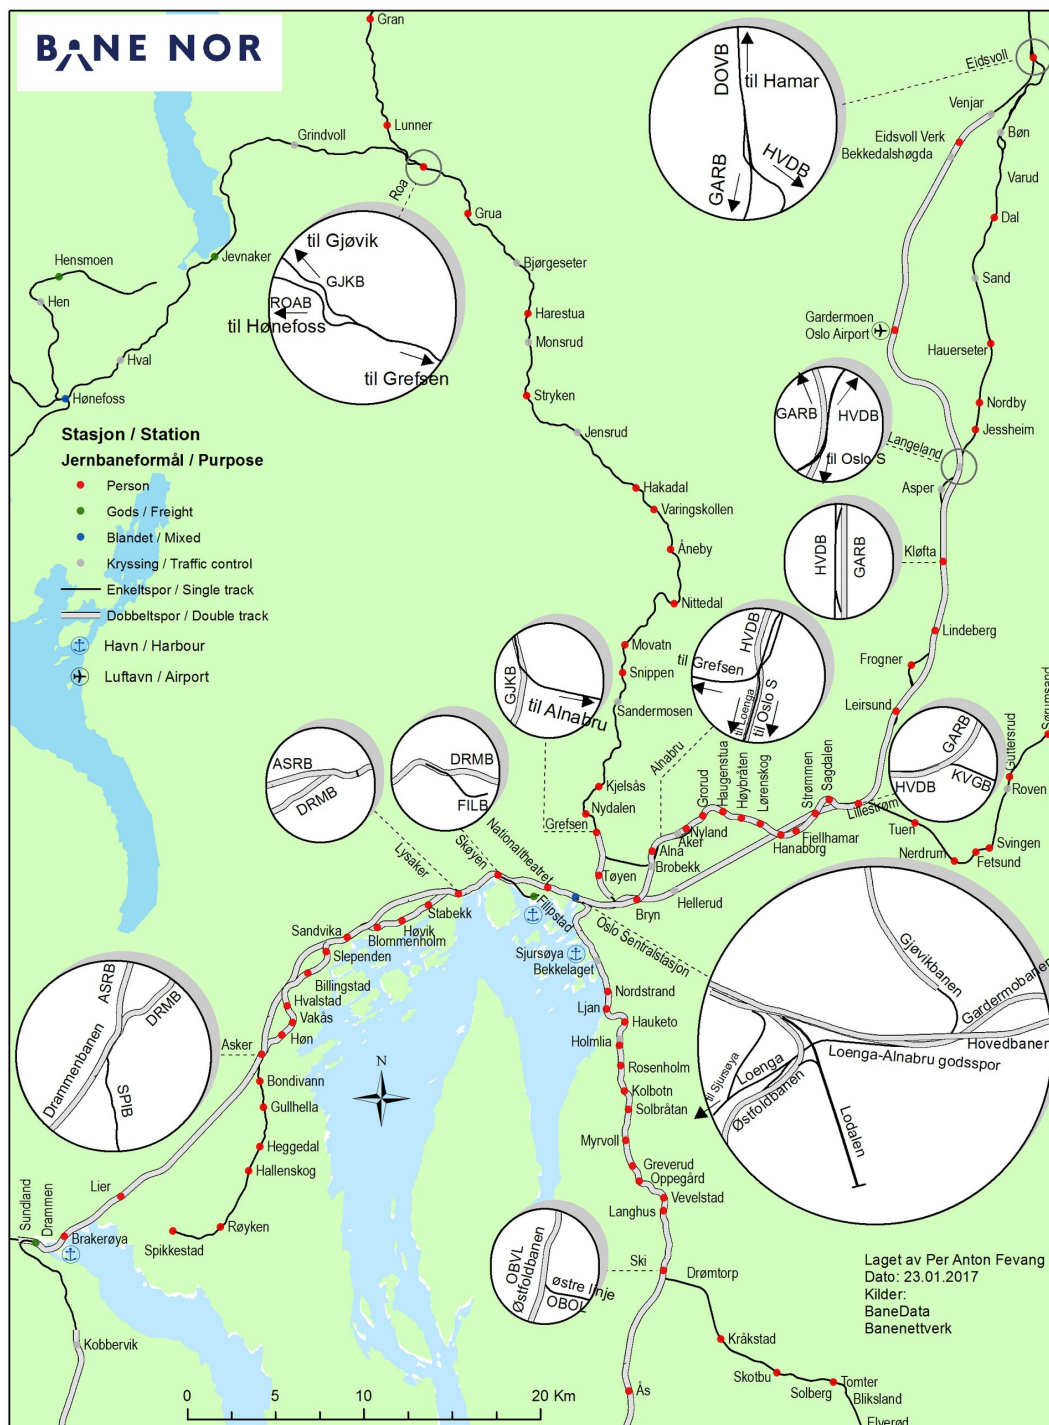 BANE NOR
Gran
Lunner
Grindvoll
Roa
Grua
Jevnaker
Hensmoen
Hen
Hval
Hønefoss
Bjørgeseter
Harestua
Monsrud
Stryken
Jensrud
Hakadal
Varingskollen
Åneby
Nittedal
Movatn
Snippen
Sandermosen
Kjelsås
Nydalen
Grefsen
Tøyen
til Gjøvik
GJKB
ROAB
til Hønefoss
til Grefsen
DOVB
til Hamar
GARB
HVDB
Eidsvoll
Venjar
Bøn
Eidsvoll Verk
Bekkedalshøgda
Varud
Dal
Sand
Gardermoen
Oslo Airport
Hauerseter
Nordby
Jessheim
Langeland
Asper
GARB
HVDB
til Oslo S
HVDB
GARB
Kløfta
Lindeberg
Frogner
Leirsund
Stasjon / Station
Jernbaneformål / Purpose
Person
Gods / Freight
Blandet / Mixed
Kryssing / Traffic control
Enkeltspor / Single track
Dobbeltspor / Double track
Havn / Harbour
Luftavn / Airport
GJKB
til Alnabru
HVDB
til Grefsen
til Loenga
til Oslo S
ASRB
DRMB
DRMB
FILB
GARB
HVDB
KVGB
Sørumsand
Guttersrud
Roven
Svingen
Fetsund
Nerdrum
Tuen
Lillestrøm
Sagdalen
Strømmen
Fjellhamar
Hanaborg
Lørenskog
Høybråten
Haugenstua
Grorud
Nyland
Aker
Alnabru
Alna
Brobekk
Hellerud
Bryn
Oslo Sentralstasjon
Nationaltheatret
Skøyen
Filipstad
Lysaker
Stabekk
Høvik
Blommenholm
Sandvika
Slependen
Billingstad
Hvalstad
Vakås
Høn
Asker
Bondivann
Gullhella
Heggedal
Hallenskog
Røyken
Spikkestad
Lier
Brakerøya
Drammen
Sundland
Kobbervik
ASRB
DRMB
Drammenbanen
SPIB
N
Sjursøya
Bekkelaget
Nordstrand
Ljan
Hauketo
Holmlia
Rosenholm
Kolbotn
Solbråtan
Myrvoll
Greverud
Oppegård
Vevelstad
Langhus
Ski
Drømtorp
Kråkstad
Skotbu
Solberg
Tomter
Bliksland
Elverød
Ås
Gjøvikbanen
Gardermobanen
Hovedbanen
Loenga-Alnabru godsspor
Loenga
til Sjursøya
Østfoldbanen
Lodalen
OBVL
Østfoldbanen
østre linje
OBOL
Laget av Per Anton Fevang
Dato: 23.01.2017
Kilder:
BaneData
Banenettverk
0 5 10 20 Km